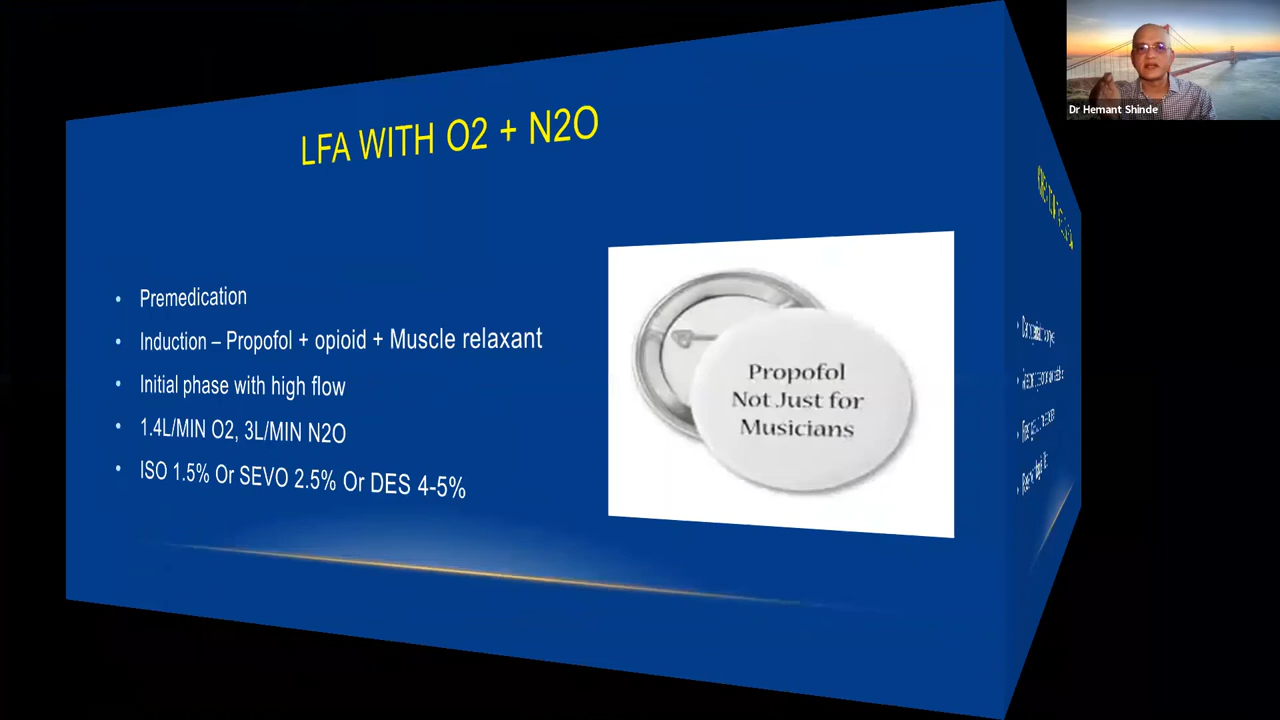 LFA WITH O2 + N2O
• Premedication
• Induction – Propofol + opioid + Muscle relaxant
• Initial phase with high flow
• 1.4L/MIN O2, 3L/MIN N2O
• ISO 1.5% Or SEVO 2.5% Or DES 4-5%
Propofol
Not Just for
Musicians
Dr Hemant Shinde